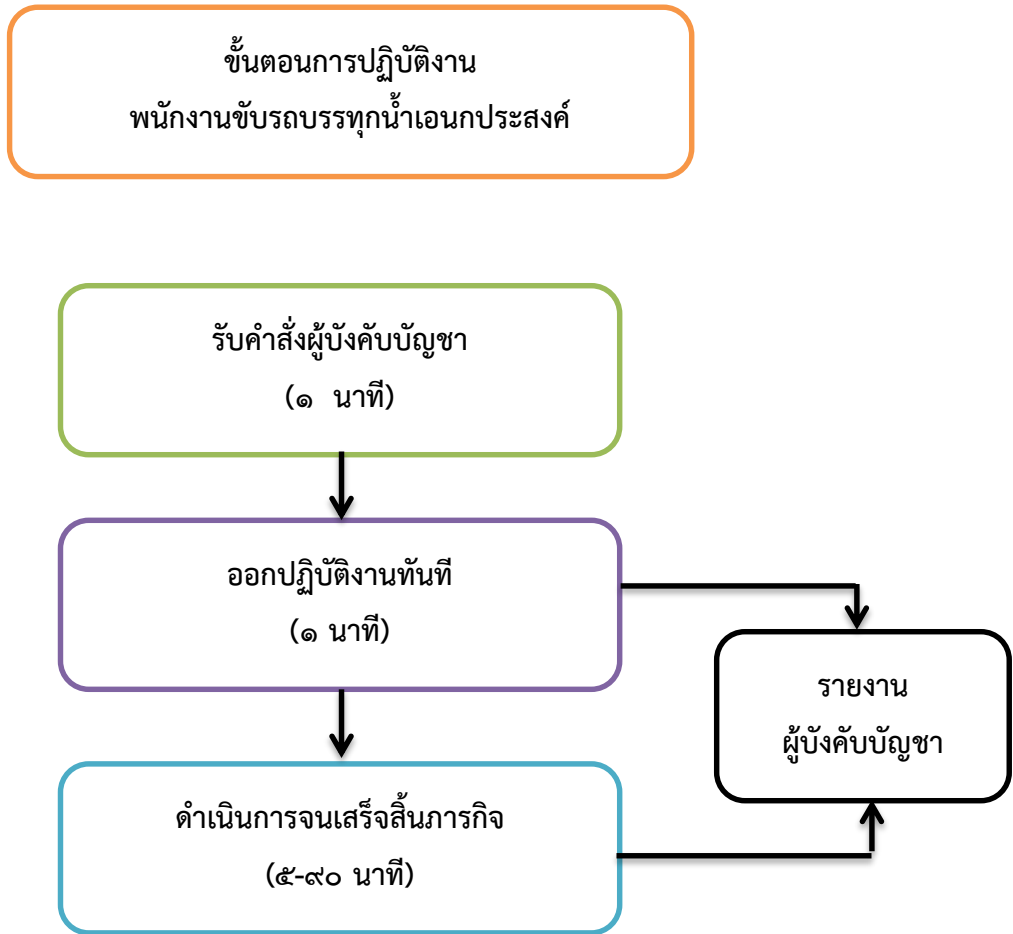 ขั้นตอนการปฏิบัติงาน
พนักงานขับรถบรรทุกน้ำเอนกประสงค์
รับคำสั่งผู้บังคับบัญชา
(๑ นาที)
ออกปฏิบัติงานทันที
(๑ นาที)
รายงาน
ผู้บังคับบัญชา
ดำเนินการจนเสร็จสิ้นภารกิจ
(๕-๙๐ นาที)